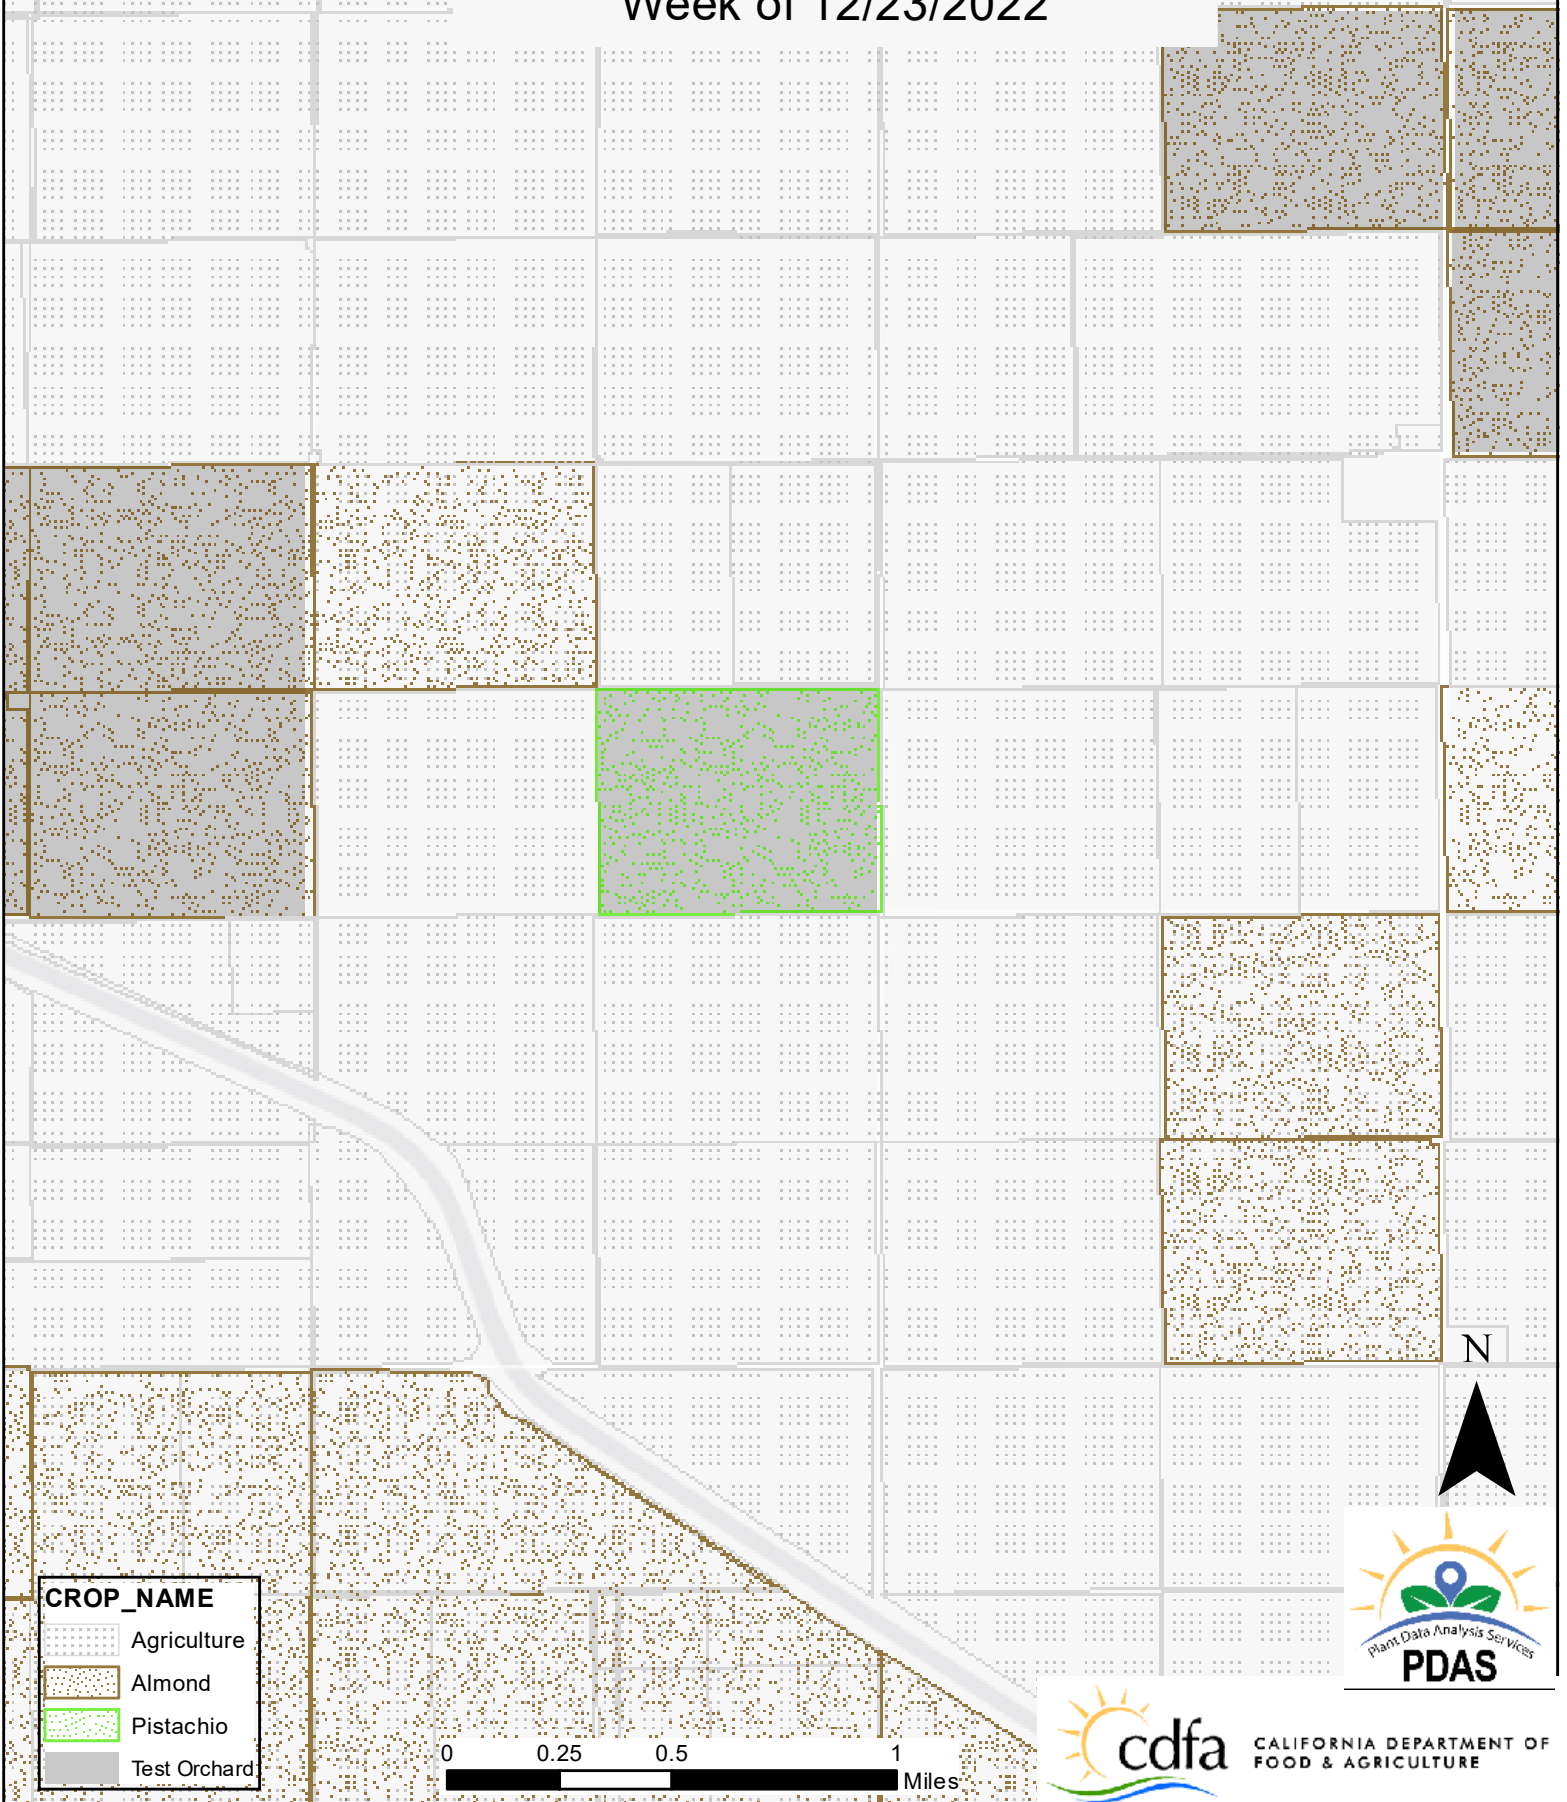 Week of 12/23/2022
N
CROP_NAME
Agriculture
Almond
Pistachio
Test Orchard
0 0.25 0.5 1
Miles
Plant Data Analysis Services
PDAS
cdfa
CALIFORNIA DEPARTMENT OF
FOOD & AGRICULTURE